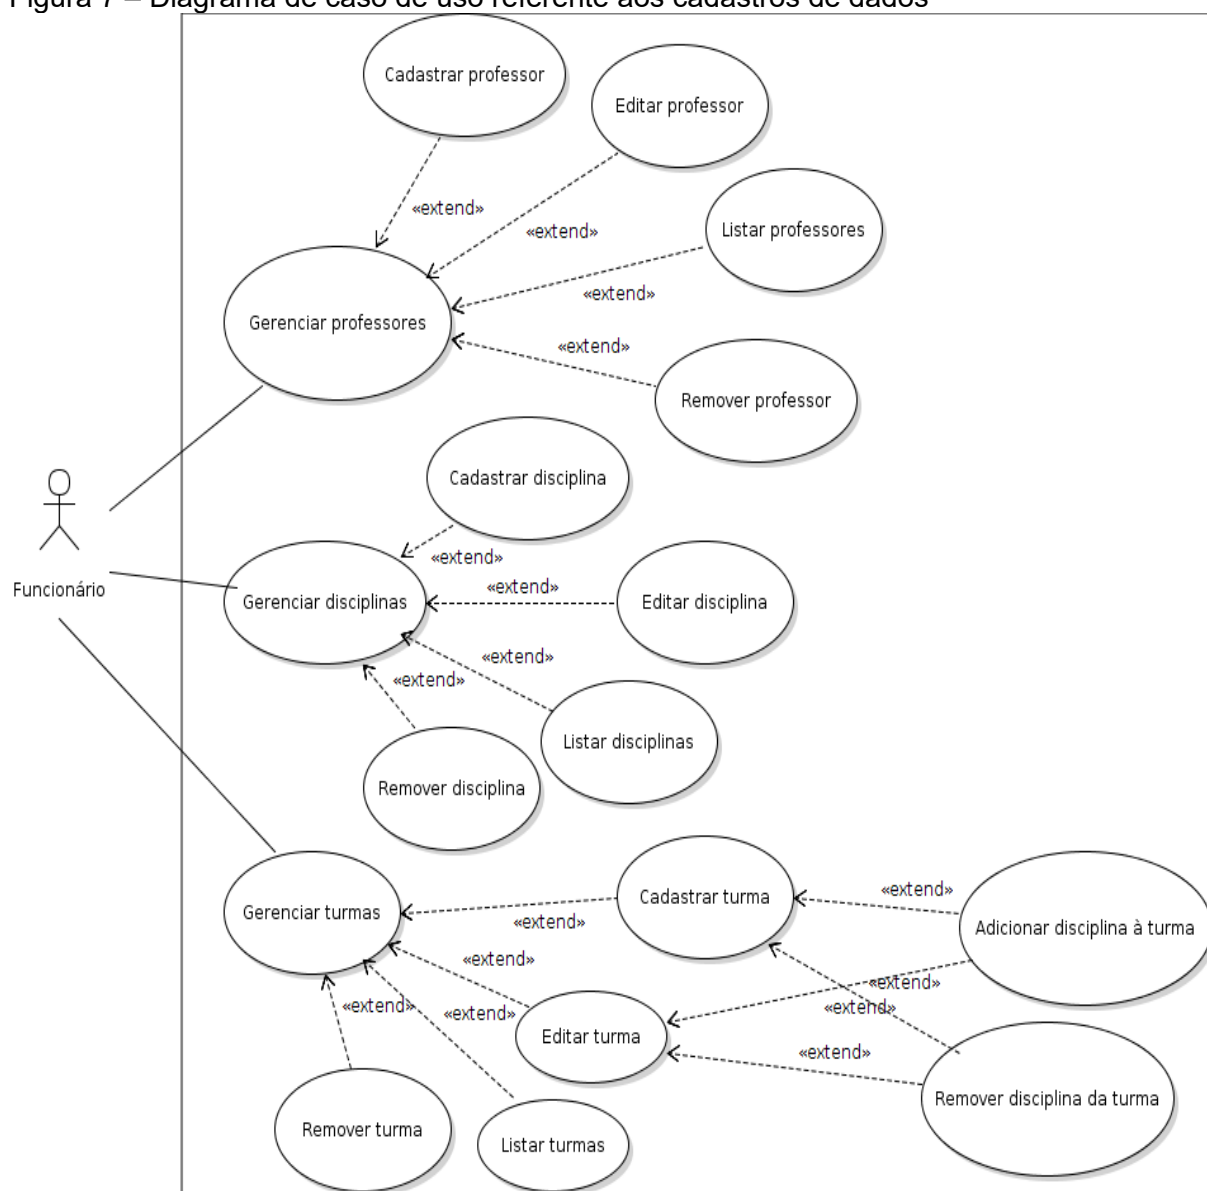 Figura 7 – Diagrama de caso de uso referente aos cadastros de dados
Cadastrar professor
Editar professor
«extend»
Listar professores
«extend»
«extend»
Gerenciar professores
«extend»
Remover professor
Cadastrar disciplina
«extend»
Funcionário
Gerenciar disciplinas
«extend»
Editar disciplina
«extend»
«extend»
Listar disciplinas
Remover disciplina
Gerenciar turmas
«extend»
Cadastrar turma
«extend»
Adicionar disciplina à turma
«extend»
«extend»
«extend»
«extend»
«extend»
Editar turma
«extend»
Remover disciplina da turma
Remover turma
Listar turmas